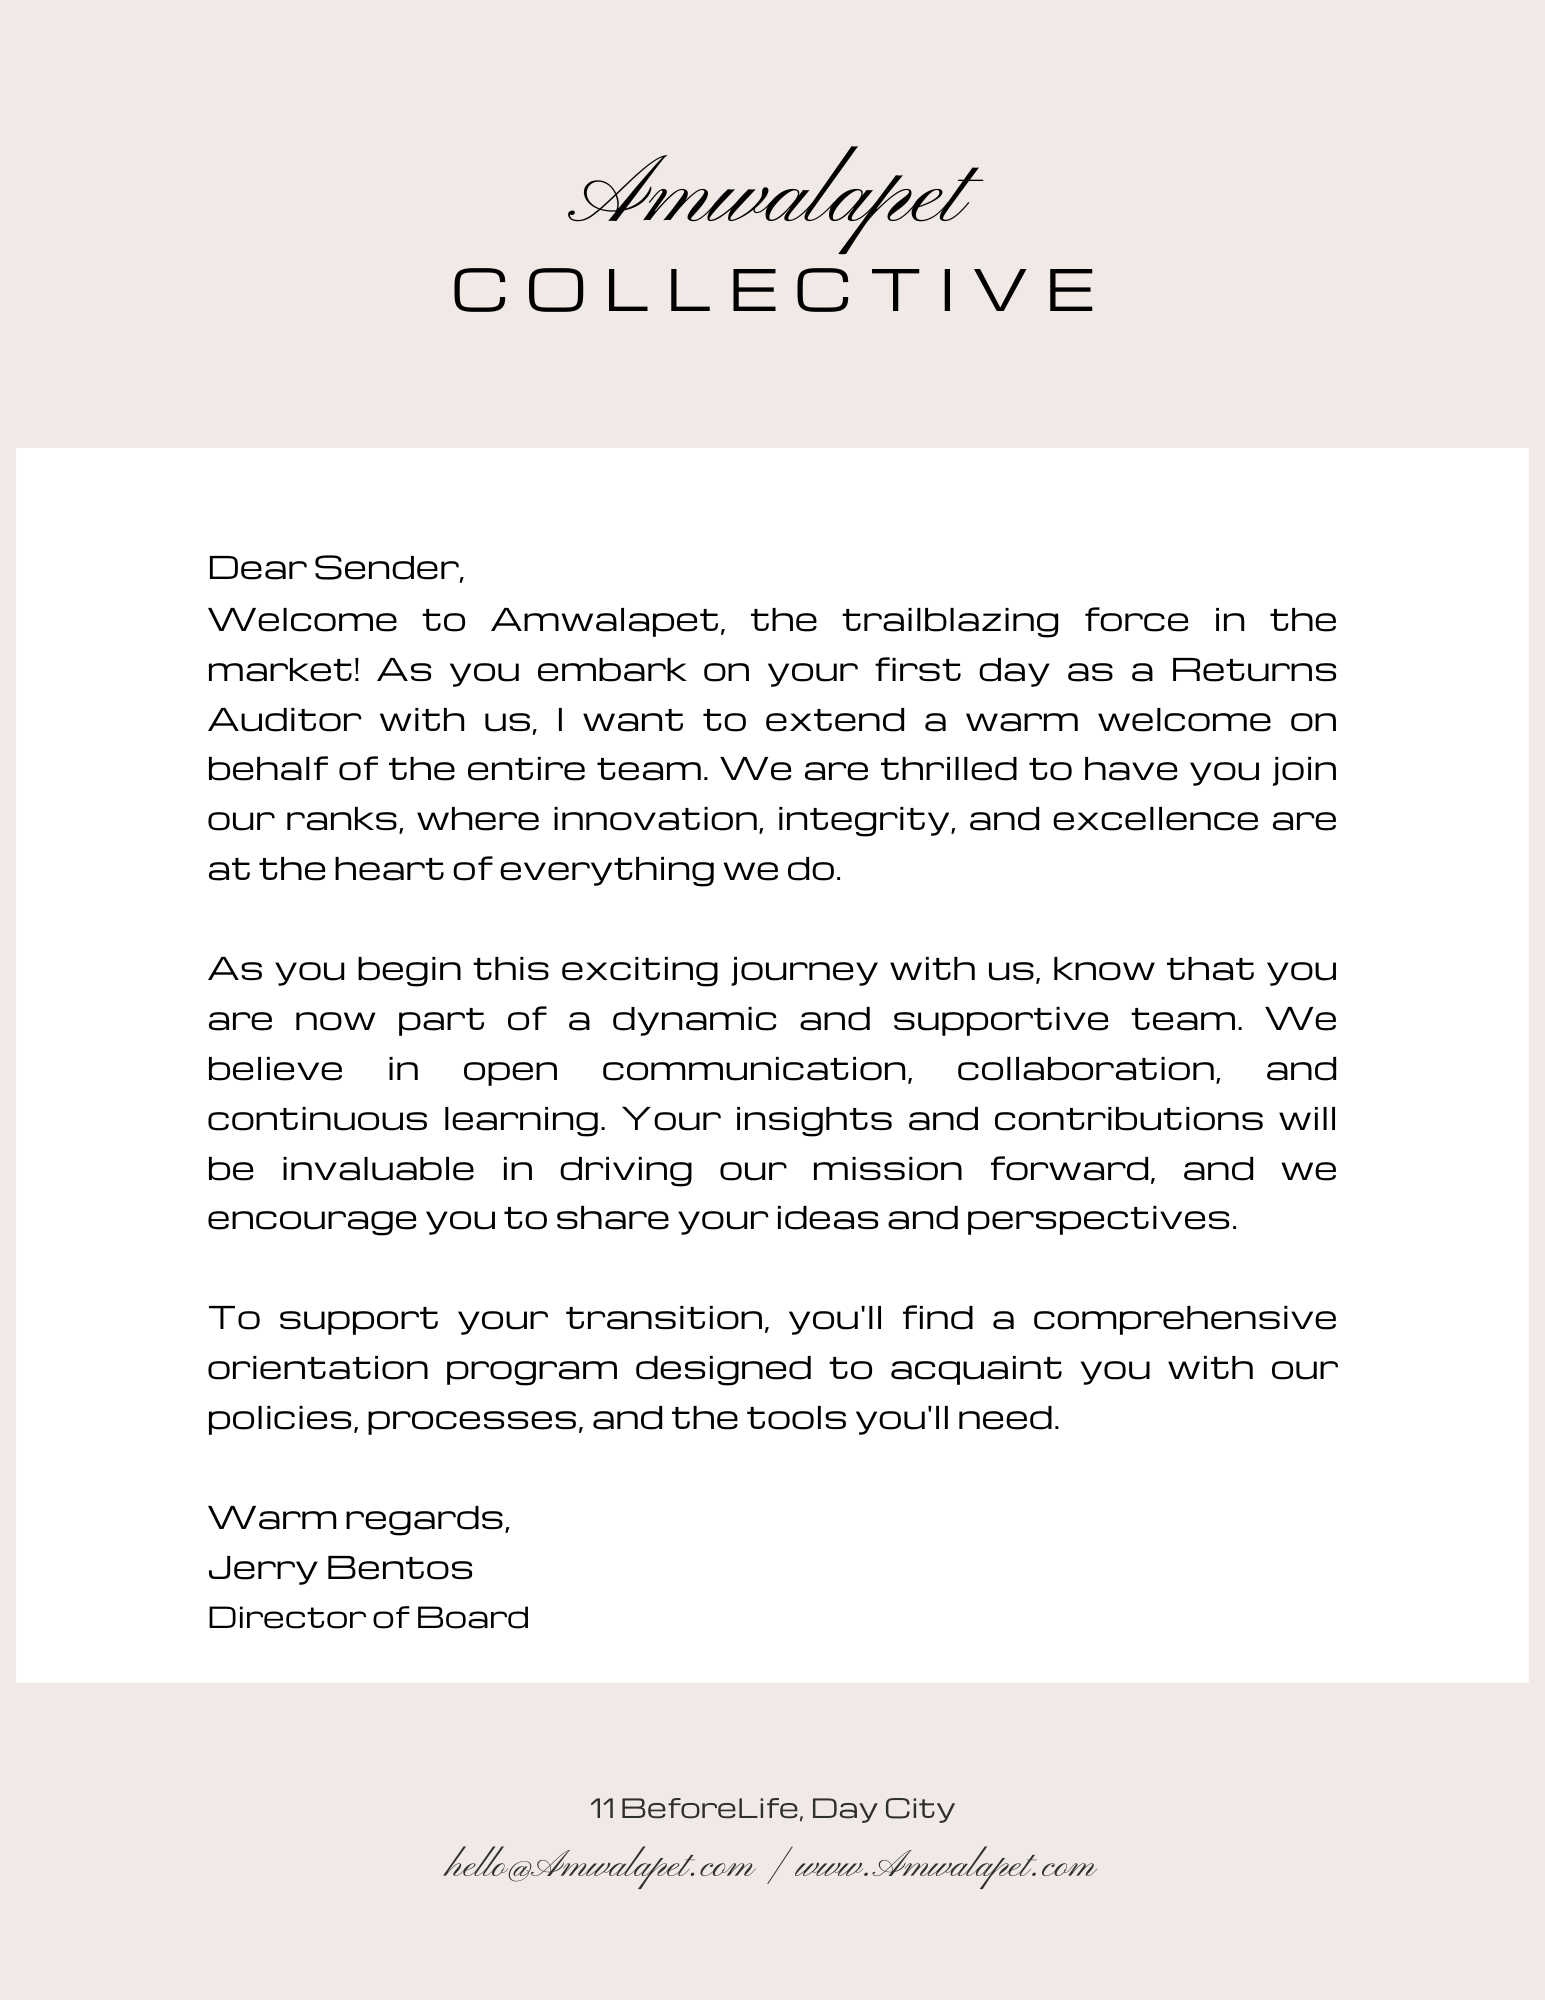 Amwalapet
COLLECTIVE
Dear Sender,
Welcome to Amwalapet, the trailblazing force in the
market! As you embark on your first day as a Returns
Auditor with us, I want to extend a warm welcome on
behalf of the entire team. We are thrilled to have you join
our ranks, where innovation, integrity, and excellence are
at the heart of everything we do.
As you begin this exciting journey with us, know that you
are now part of a dynamic and supportive team. We
believe in open communication, collaboration, and
continuous learning. Your insights and contributions will
be invaluable in driving our mission forward, and we
encourage you to share your ideas and perspectives.
To support your transition, you'll find a comprehensive
orientation program designed to acquaint you with our
policies, processes, and the tools you'll need.
Warm regards,
Jerry Bentos
Director of Board
11 BeforeLife, Day City
hello@Amwalapet.com / www.Amwalapet.com